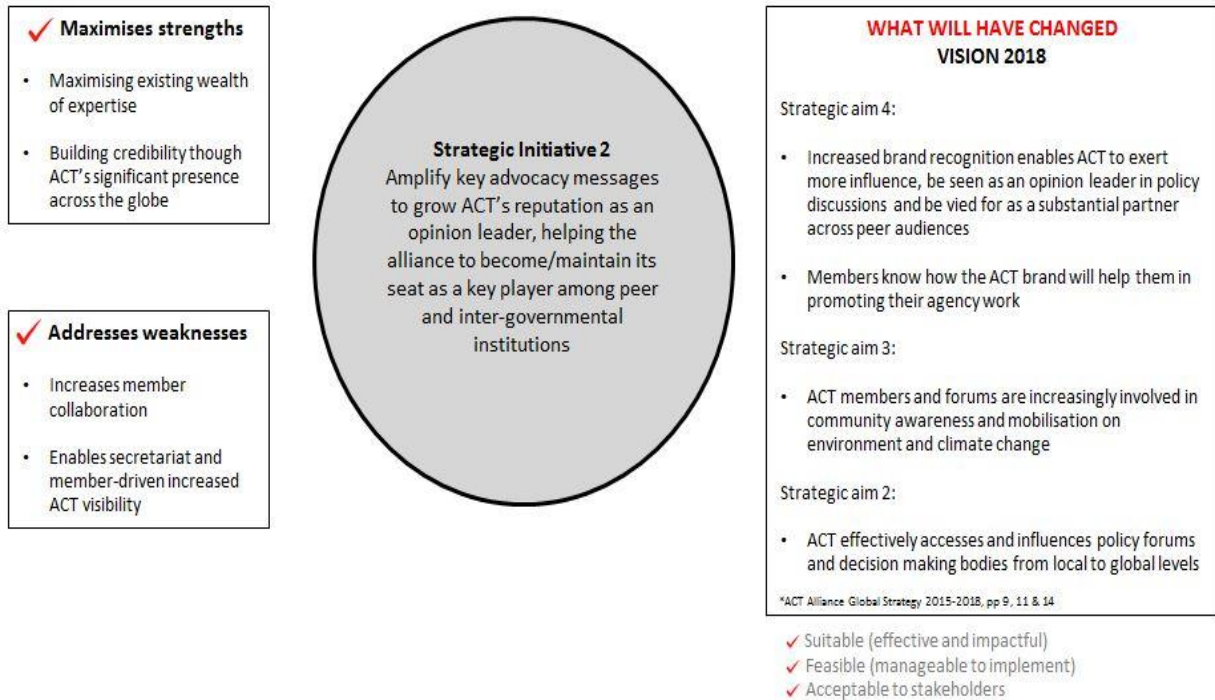 Maximises strengths
• Maximising existing wealth
of expertise
• Building credibility though
ACT's significant presence
across the globe
Addresses weaknesses
• Increases member
collaboration
• Enables secretariat and
member-driven increased
ACT visibility
Strategic Initiative 2
Amplify key advocacy messages
to grow ACT's reputation as an
opinion leader, helping the
alliance to become/maintain its
seat as a key player among peer
and inter-governmental
institutions
WHAT WILL HAVE CHANGED
VISION 2018
Strategic aim 4:
• Increased brand recognition enables ACT to exert
more influence, be seen as an opinion leader in policy
discussions and be vied for as a substantial partner
across peer audiences
• Members know how the ACT brand will help them in
promoting their agency work
Strategic aim 3:
• ACT members and forums are increasingly involved in
community awareness and mobilisation on
environment and climate change
Strategic aim 2:
• ACT effectively accesses and influences policy forums
and decision making bodies from local to global levels
*ACT Alliance Global Strategy 2015-2018, pp 9, 11 & 14
Suitable (effective and impactful)
Feasible (manageable to implement)
Acceptable to stakeholders